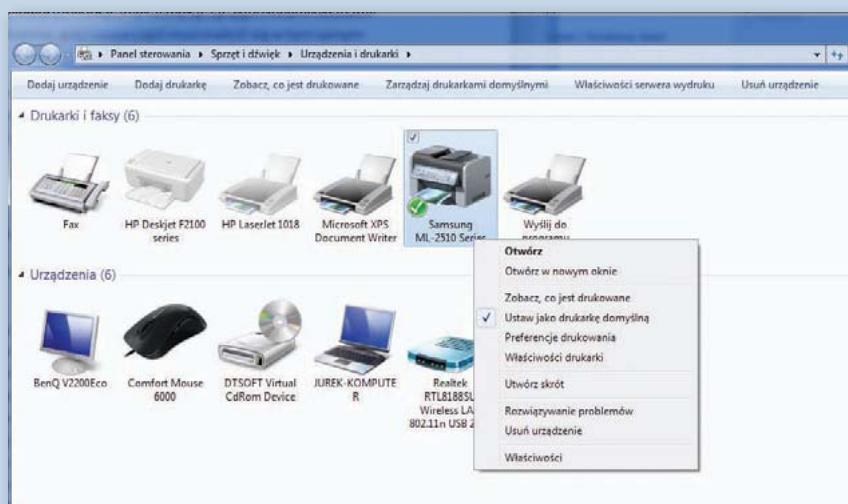 Panel sterowania ▸ Sprzęt i dźwięk ▸ Urządzenia i drukarki ▸
Dodaj urządzenie Dodaj drukarkę Zobacz, co jest drukowane Zarządzaj drukarkami domyślnymi Właściwości serwera wydruku Usuń urządzenie
Drukarki i faksy (6)
Fax
HP Deskjet F2100
series
HP LaserJet 1018
Microsoft XPS
Document Writer
Samsung
ML-2510 Series
Wyślij do
programu
Otwórz
Otwórz w nowym oknie
Zobacz, co jest drukowane
Ustaw jako drukarkę domyślną
Preferencje drukowania
Właściwości drukarki
Utwórz skrót
Rozwiązywanie problemów
Usuń urządzenie
Właściwości
Urządzenia (6)
BenQ V2200Eco
Comfort Mouse
6000
DTSOFT Virtual
CdRom Device
JUREK-KOMPUTE
R
Realtek
RTL8188SU
Wireless LA
802.11n USB 2